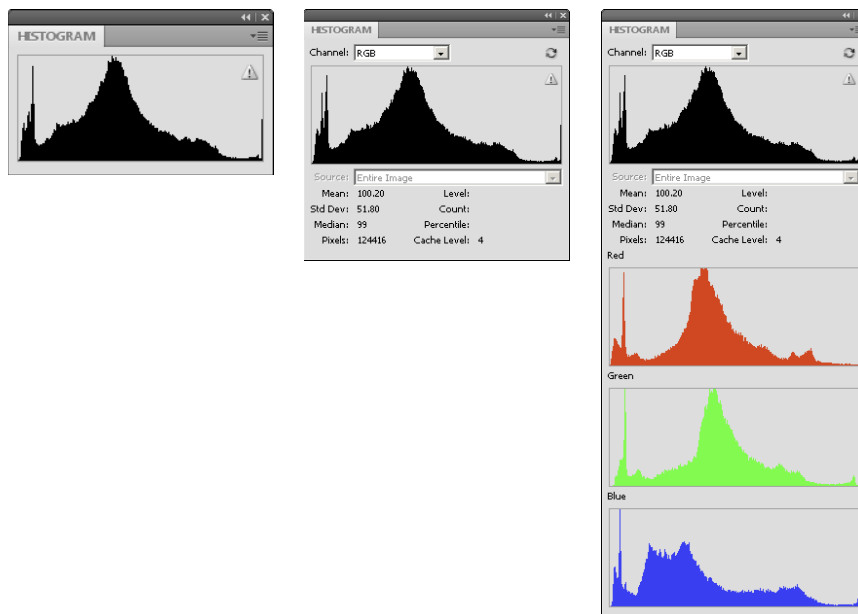 HISTOGRAM
HISTOGRAM
Channel: RGB
Source: Entire Image
Mean: 100.20 Level:
Std Dev: 51.80 Count:
Median: 99 Percentile:
Pixels: 124416 Cache Level: 4
HISTOGRAM
Channel: RGB
Source: Entire Image
Mean: 100.20 Level:
Std Dev: 51.80 Count:
Median: 99 Percentile:
Pixels: 124416 Cache Level: 4
Red
Green
Blue